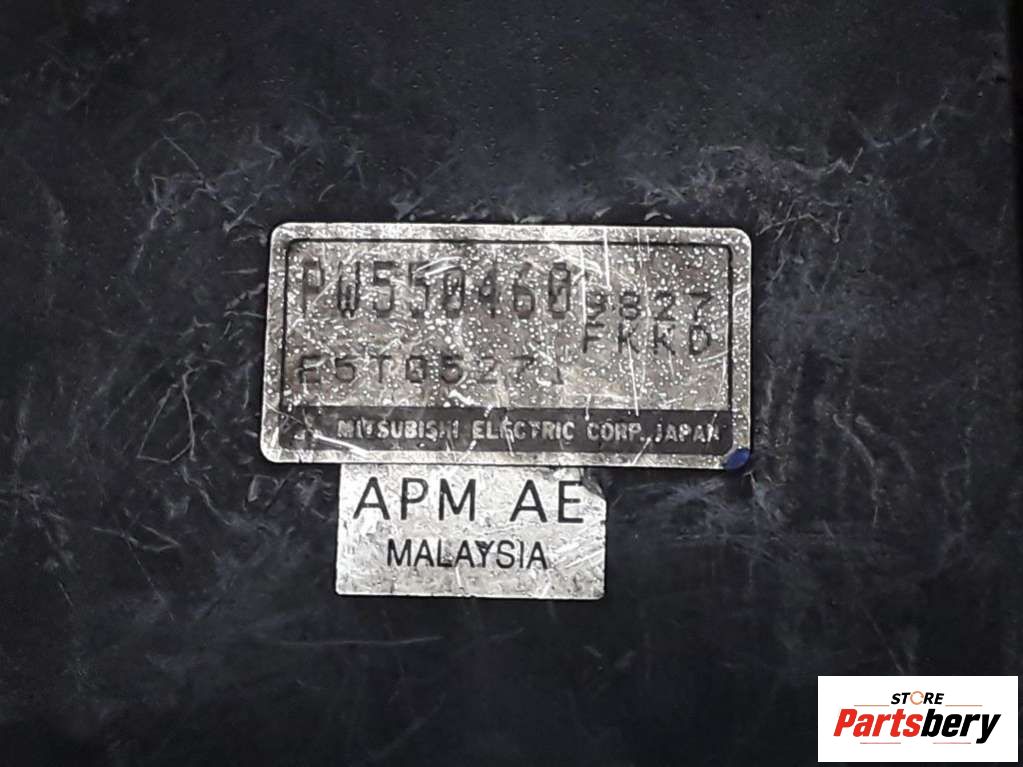 PW550460 9827
FKKD
E5T05271
MITSUBISHI ELECTRIC CORP. JAPAN
APM AE
MALAYSIA
STORE
Partsbery